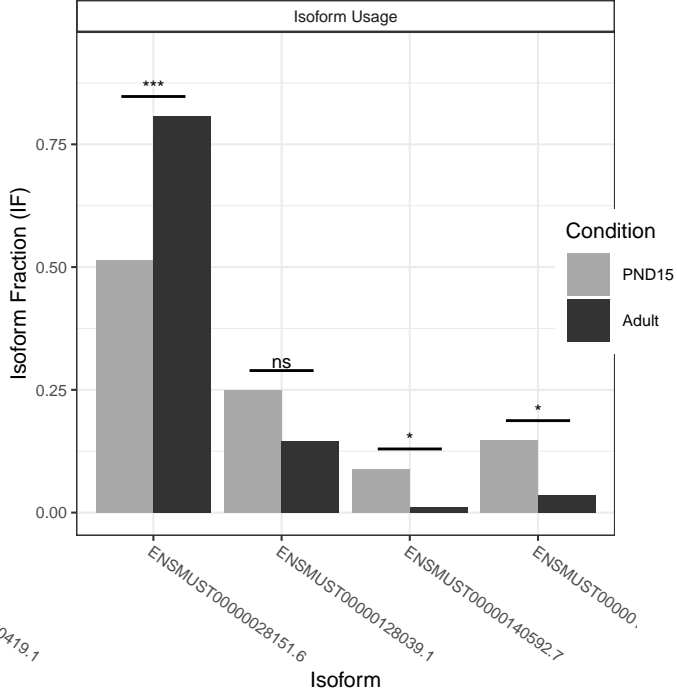 Isoform Usage
***
0.75
Isoform Fraction (IF)
Condition
0.50
PND15
Adult
ns
0.25
*
*
0.00
ENSMUST00000028151.6
ENSMUST00000128039.1
ENSMUST00000140592.7
ENSMUST00000
0419.1
Isoform